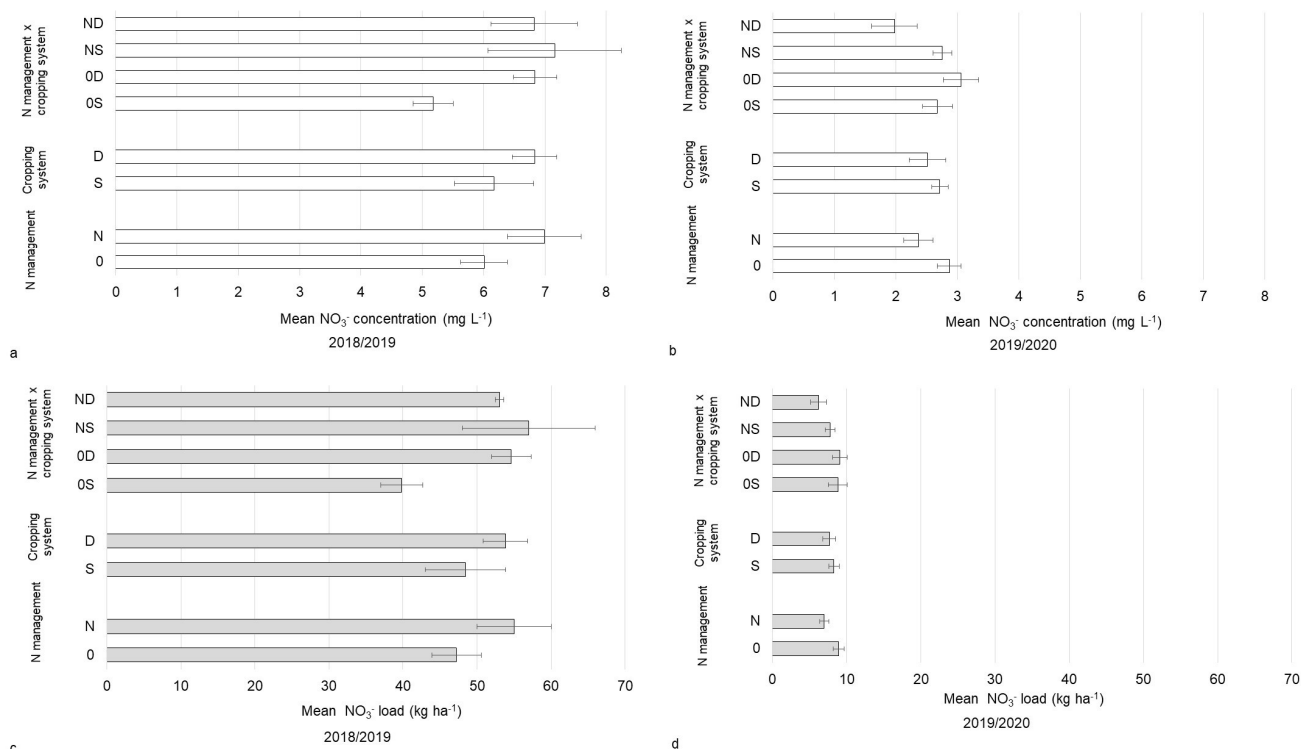 N management x
cropping system
ND
NS
0D
0S
Cropping
system
D
S
N management
N
0
0 1 2 3 4 5 6 7 8
Mean NO₃⁻ concentration (mg L⁻¹)
2018/2019
a
N management x
cropping system
ND
NS
0D
0S
Cropping
system
D
S
N management
N
0
0 1 2 3 4 5 6 7 8
Mean NO₃⁻ concentration (mg L⁻¹)
2019/2020
b
N management x
cropping system
ND
NS
0D
0S
Cropping
system
D
S
N management
N
0
0 10 20 30 40 50 60 70
Mean NO₃⁻ load (kg ha⁻¹)
2018/2019
c
N management x
cropping system
ND
NS
0D
0S
Cropping
system
D
S
N management
N
0
0 10 20 30 40 50 60 70
Mean NO₃⁻ load (kg ha⁻¹)
2019/2020
d